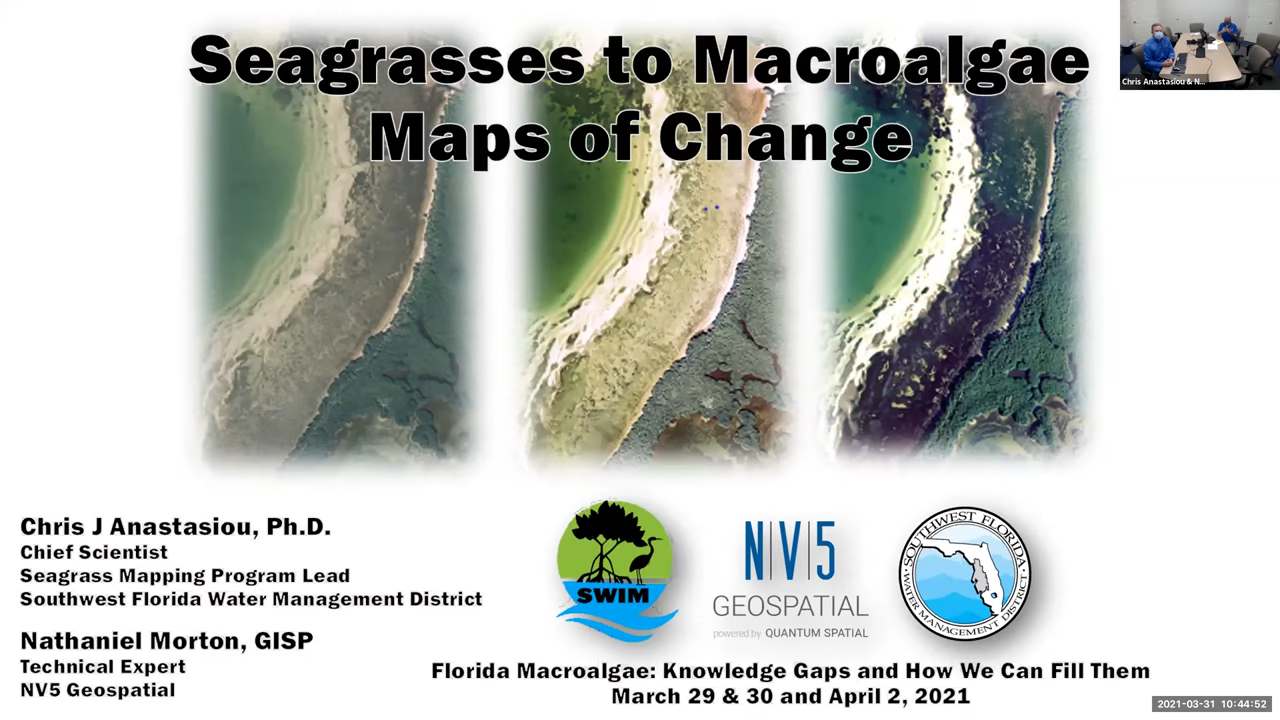 Seagrasses to Macroalgae
Maps of Change
Chris Anastasiou & N...
Chris J Anastasiou, Ph.D.
Chief Scientist
Seagrass Mapping Program Lead
Southwest Florida Water Management District
Nathaniel Morton, GISP
Technical Expert
NV5 Geospatial
SWIM
N|V|5
GEOSPATIAL
powered by QUANTUM SPATIAL
SOUTHWEST FLORIDA
WATER MANAGEMENT DISTRICT
Florida Macroalgae: Knowledge Gaps and How We Can Fill Them
March 29 & 30 and April 2, 2021
2021-03-31 10:44:52